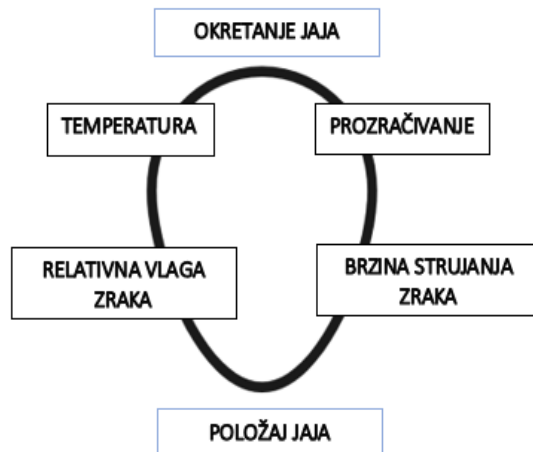 OKRETANJE JAJA
TEMPERATURA
PROZRAČIVANJE
RELATIVNA VLAGA
ZRAKA
BRZINA STRUJANJA
ZRAKA
POLOŽAJ JAJA